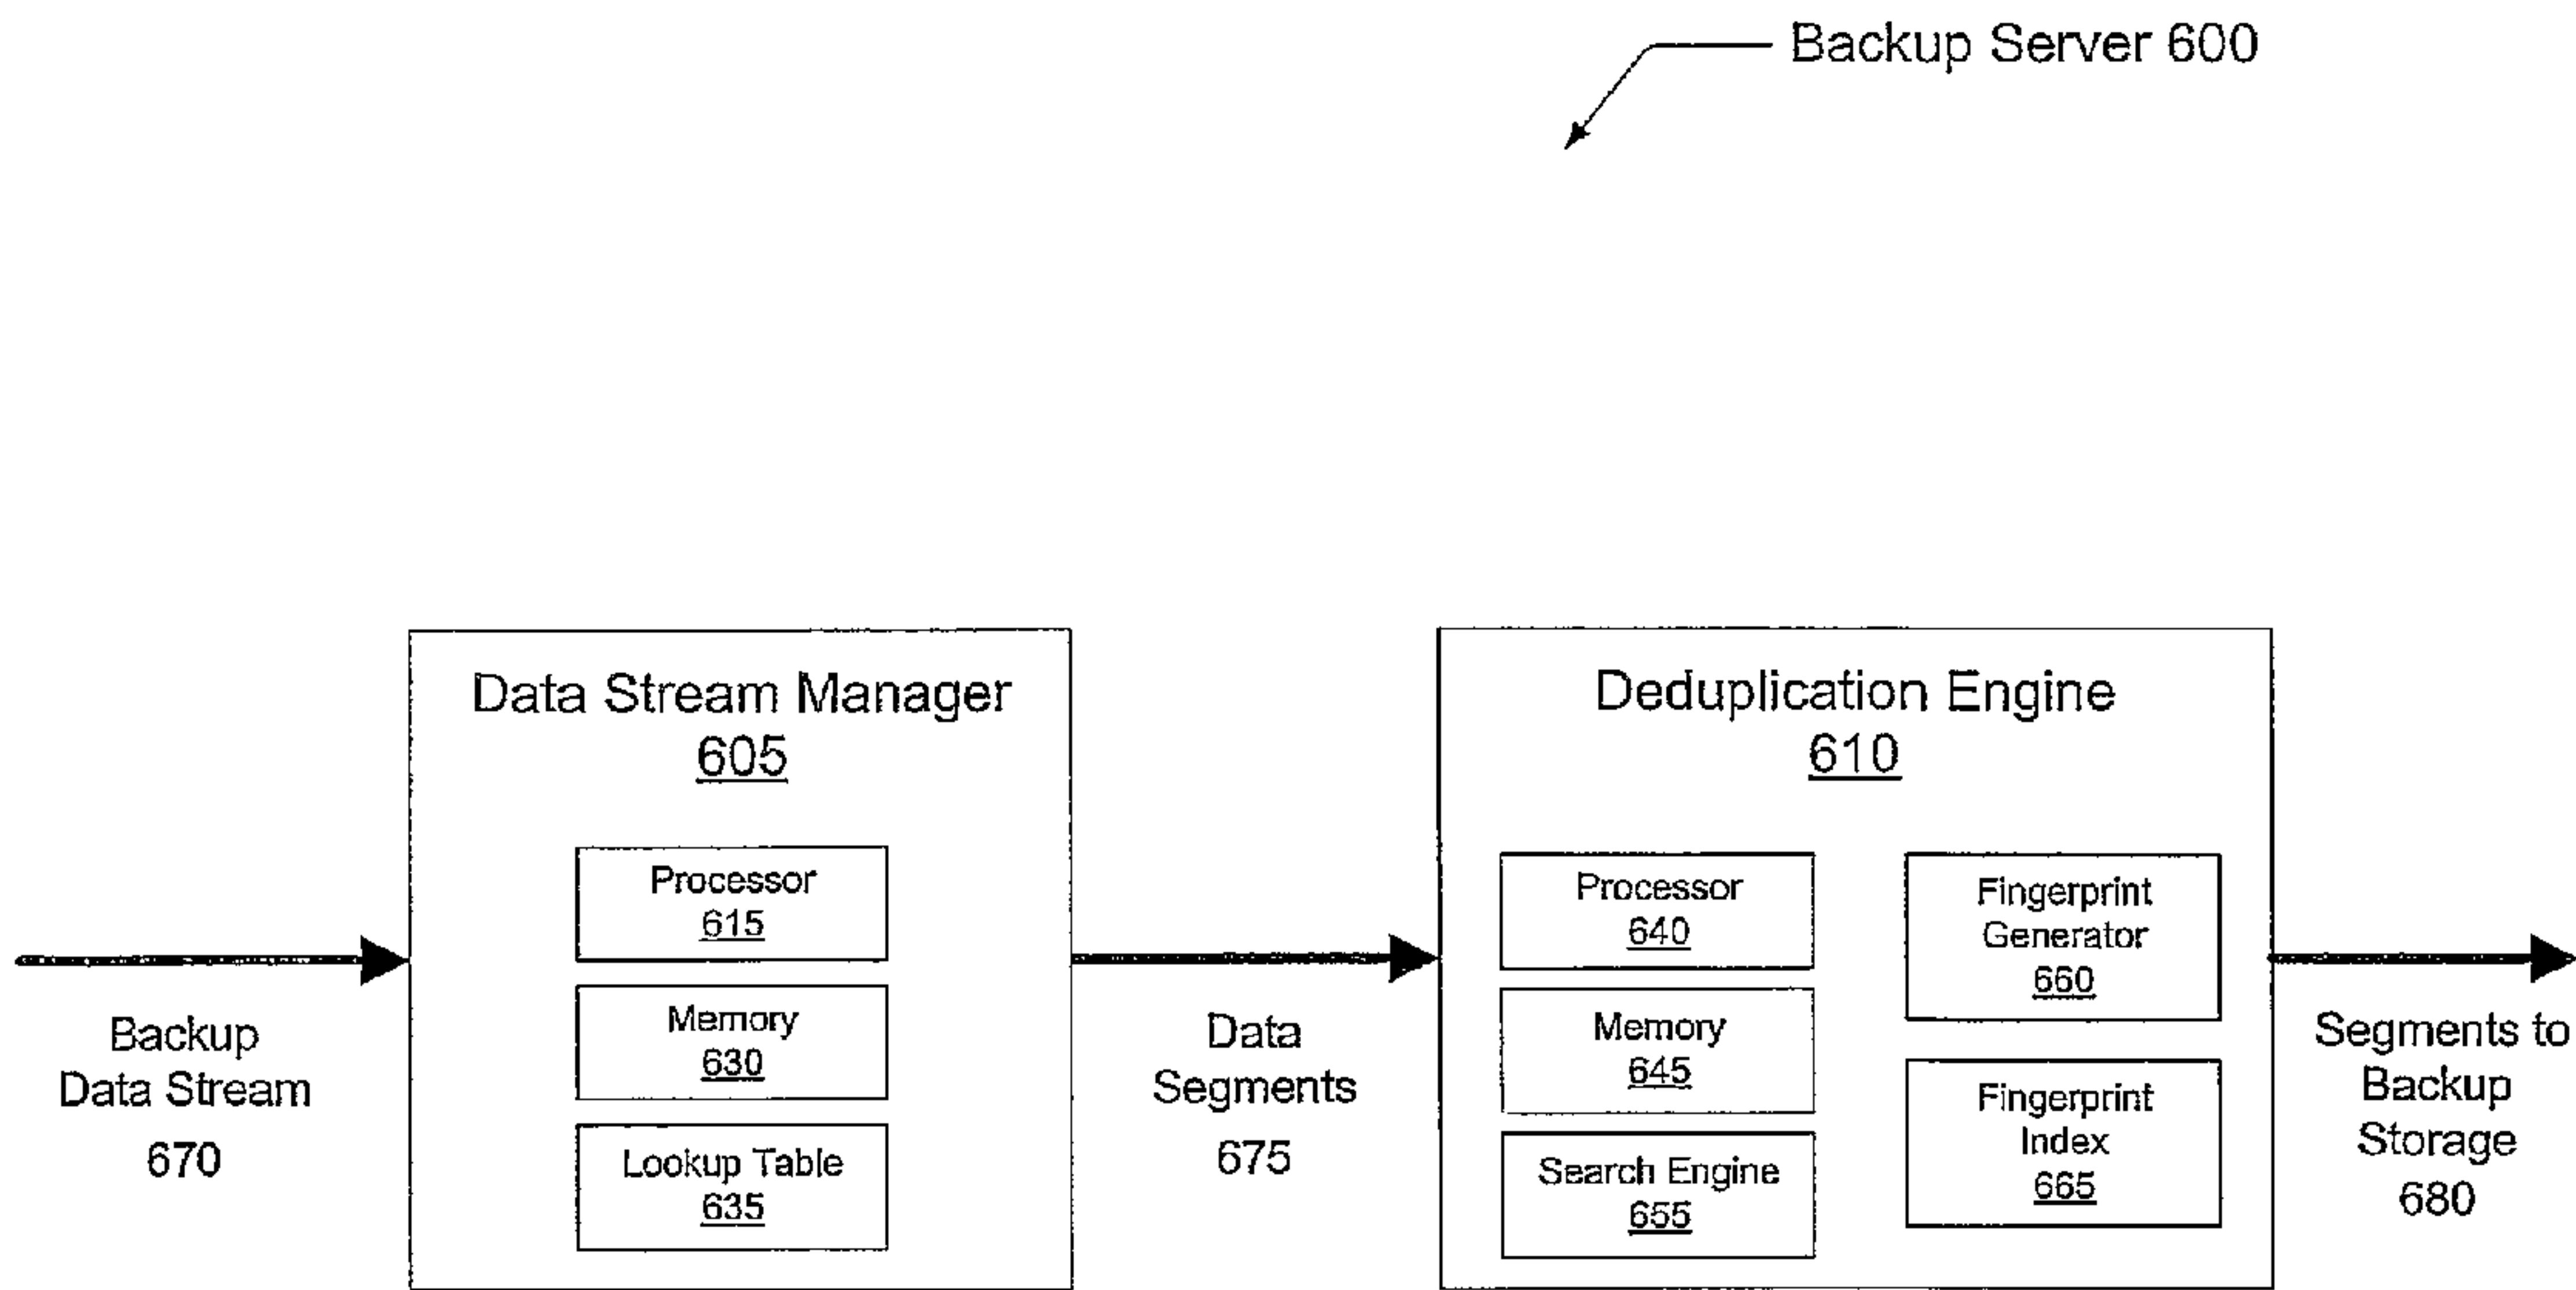 Backup Server 600
Data Stream Manager
605
Processor
615
Memory
630
Lookup Table
635
Deduplication Engine
610
Processor
640
Memory
645
Search Engine
655
Fingerprint
Generator
660
Fingerprint
Index
665
Backup
Data Stream
670
Data
Segments
675
Segments to
Backup
Storage
680